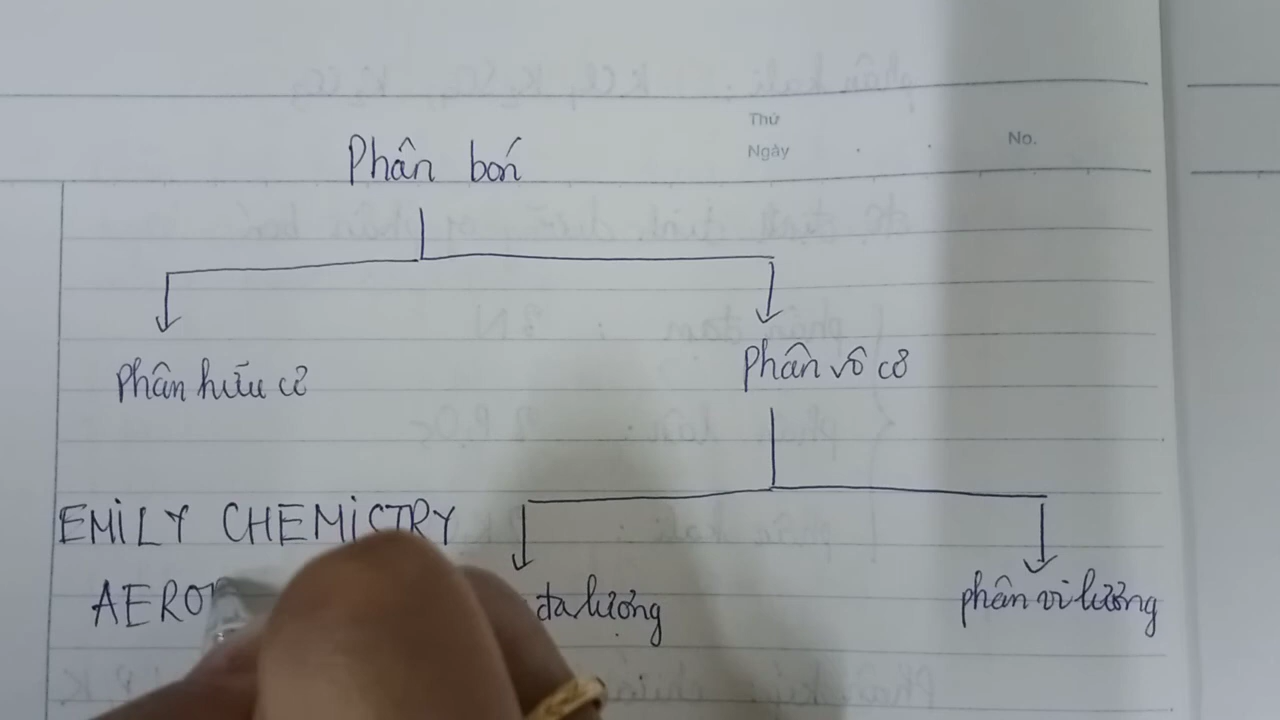 Thứ
Ngày
No.
Phân bón
Phân hữu cơ
Phân vô cơ
EMILY CHEMISTRY
đa lượng
phân vi lượng